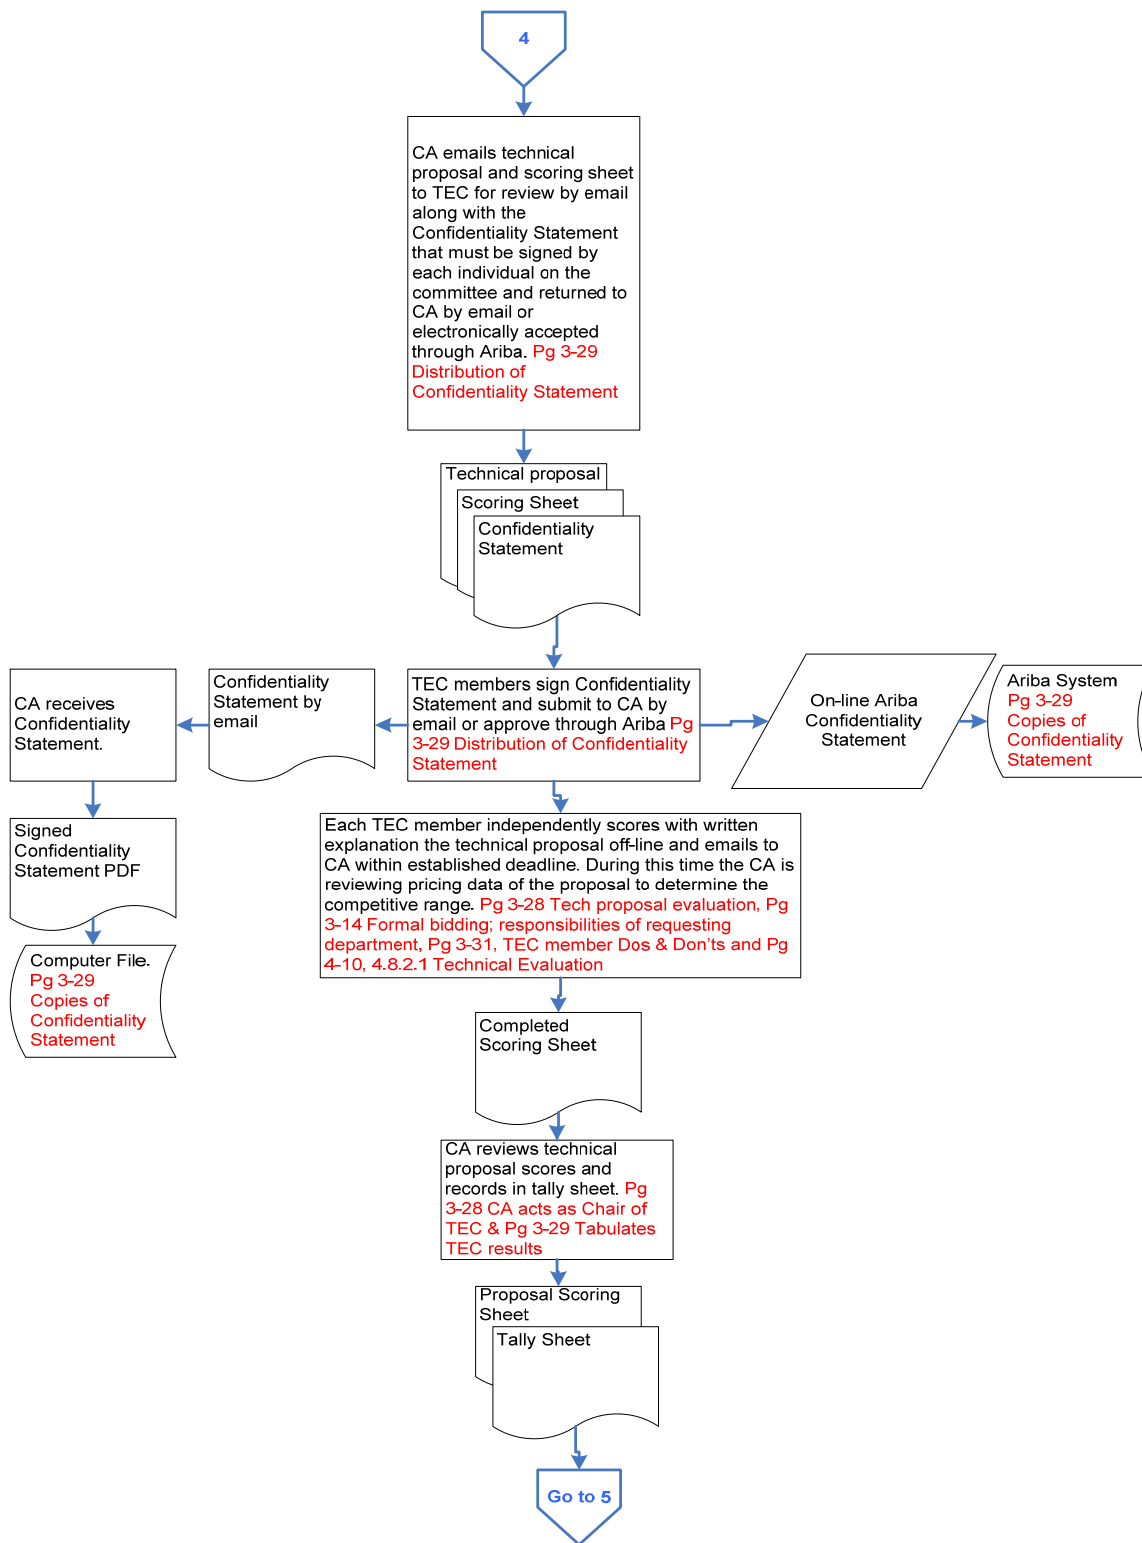 4
CA emails technical
proposal and scoring sheet
to TEC for review by email
along with the
Confidentiality Statement
that must be signed by
each individual on the
committee and returned to
CA by email or
electronically accepted
through Ariba. Pg 3-29
Distribution of
Confidentiality Statement
Technical proposal
Scoring Sheet
Confidentiality
Statement
CA receives
Confidentiality
Statement.
Confidentiality
Statement by
email
TEC members sign Confidentiality
Statement and submit to CA by
email or approve through Ariba Pg
3-29 Distribution of Confidentiality
Statement
On-line Ariba
Confidentiality
Statement
Ariba System
Pg 3-29
Copies of
Confidentiality
Statement
Signed
Confidentiality
Statement PDF
Computer File.
Pg 3-29
Copies of
Confidentiality
Statement
Each TEC member independently scores with written
explanation the technical proposal off-line and emails to
CA within established deadline. During this time the CA is
reviewing pricing data of the proposal to determine the
competitive range. Pg 3-28 Tech proposal evaluation, Pg
3-14 Formal bidding; responsibilities of requesting
department, Pg 3-31, TEC member Dos & Don'ts and Pg
4-10, 4.8.2.1 Technical Evaluation
Completed
Scoring Sheet
CA reviews technical
proposal scores and
records in tally sheet. Pg
3-28 CA acts as Chair of
TEC & Pg 3-29 Tabulates
TEC results
Proposal Scoring
Sheet
Tally Sheet
Go to 5